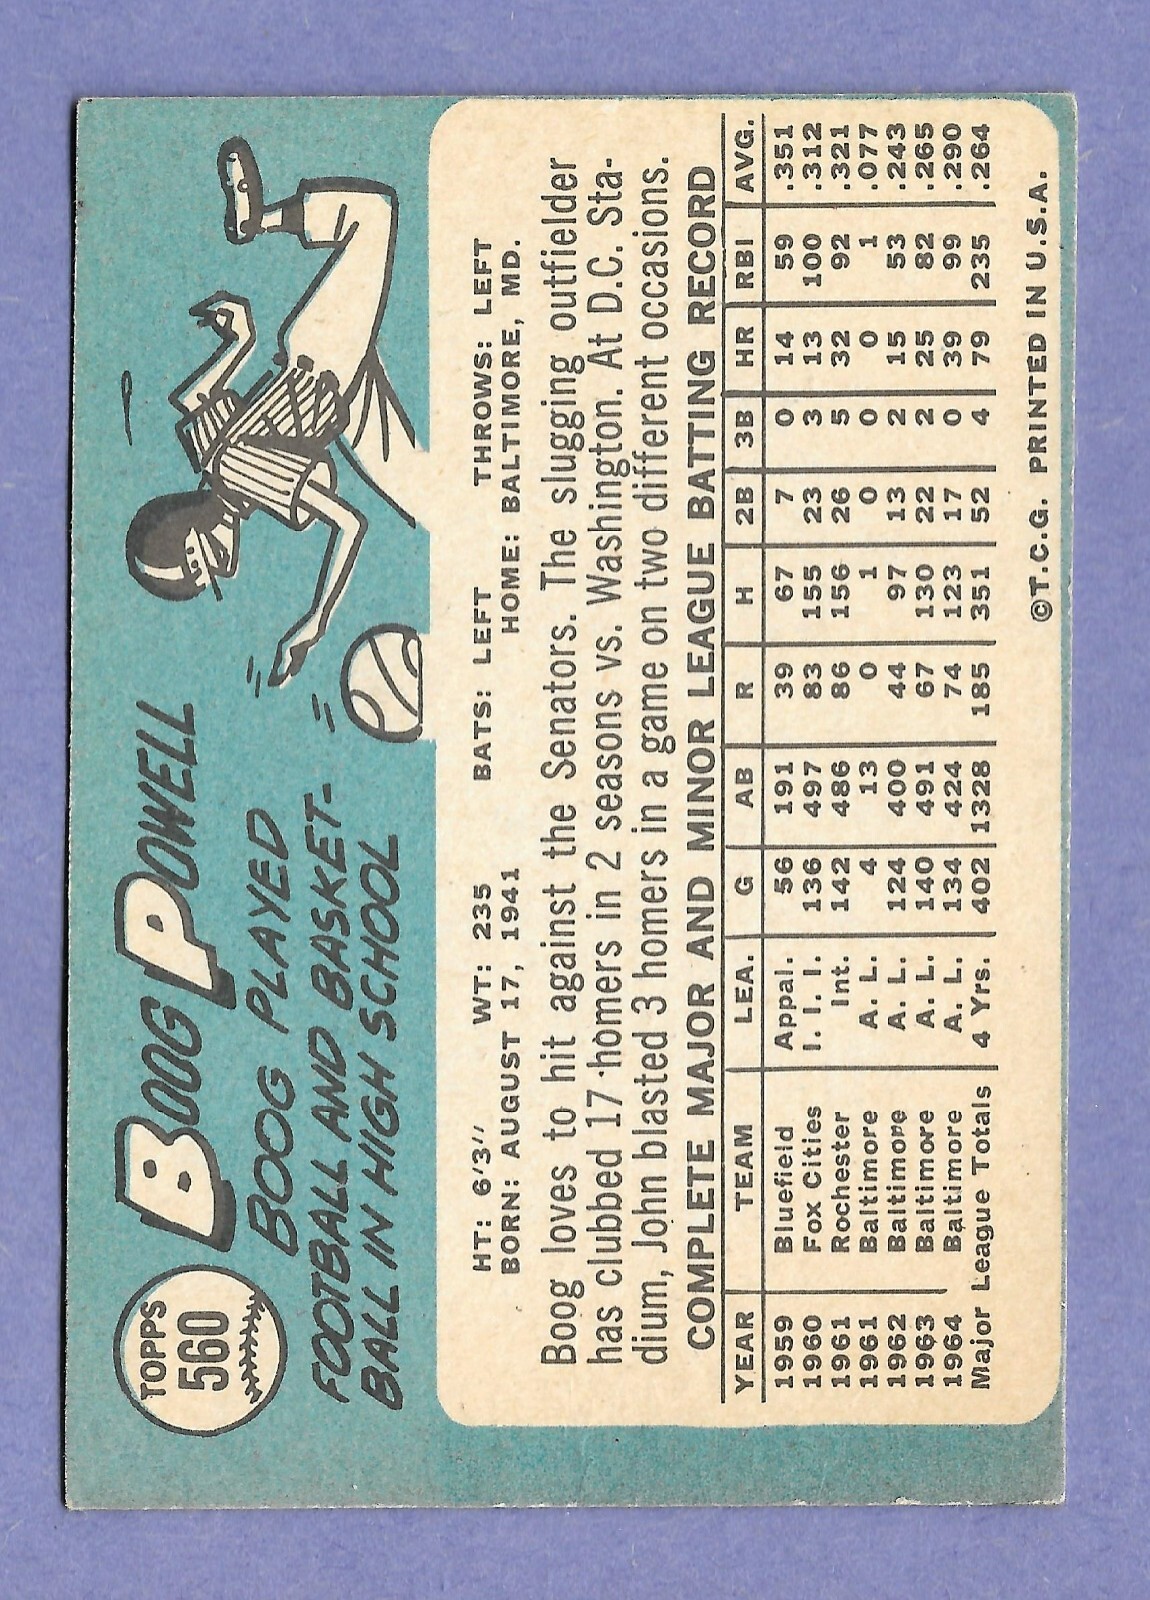 TOPPS
560
BOOG POWELL
BOOG PLAYED
FOOTBALL AND BASKET-
BALL IN HIGH SCHOOL
HT: 6'3" WT: 235 BATS: LEFT THROWS: LEFT
BORN: AUGUST 17, 1941 HOME: BALTIMORE, MD.
Boog loves to hit against the Senators. The slugging outfielder
has clubbed 17 homers in 2 seasons vs. Washington. At D.C. Sta-
dium, John blasted 3 homers in a game on two different occasions.
COMPLETE MAJOR AND MINOR LEAGUE BATTING RECORD
YEAR TEAM LEA. G AB R H 2B 3B HR RBI AVG.
1959 Bluefield Appal. 56 191 39 67 7 0 14 59 .351
1960 Fox Cities I. I. I. 136 497 83 155 23 3 13 100 .312
1961 Rochester Int. 142 486 86 156 26 5 32 92 .321
1961 Baltimore A. L. 4 13 0 1 0 0 0 1 .077
1962 Baltimore A. L. 124 400 44 97 13 2 15 53 .243
1963 Baltimore A. L. 140 491 67 130 22 2 25 82 .265
1964 Baltimore A. L. 134 424 74 123 17 0 39 99 .290
Major League Totals 4 Yrs. 402 1328 185 351 52 4 79 235 .264
©T.C.G. PRINTED IN U.S.A.